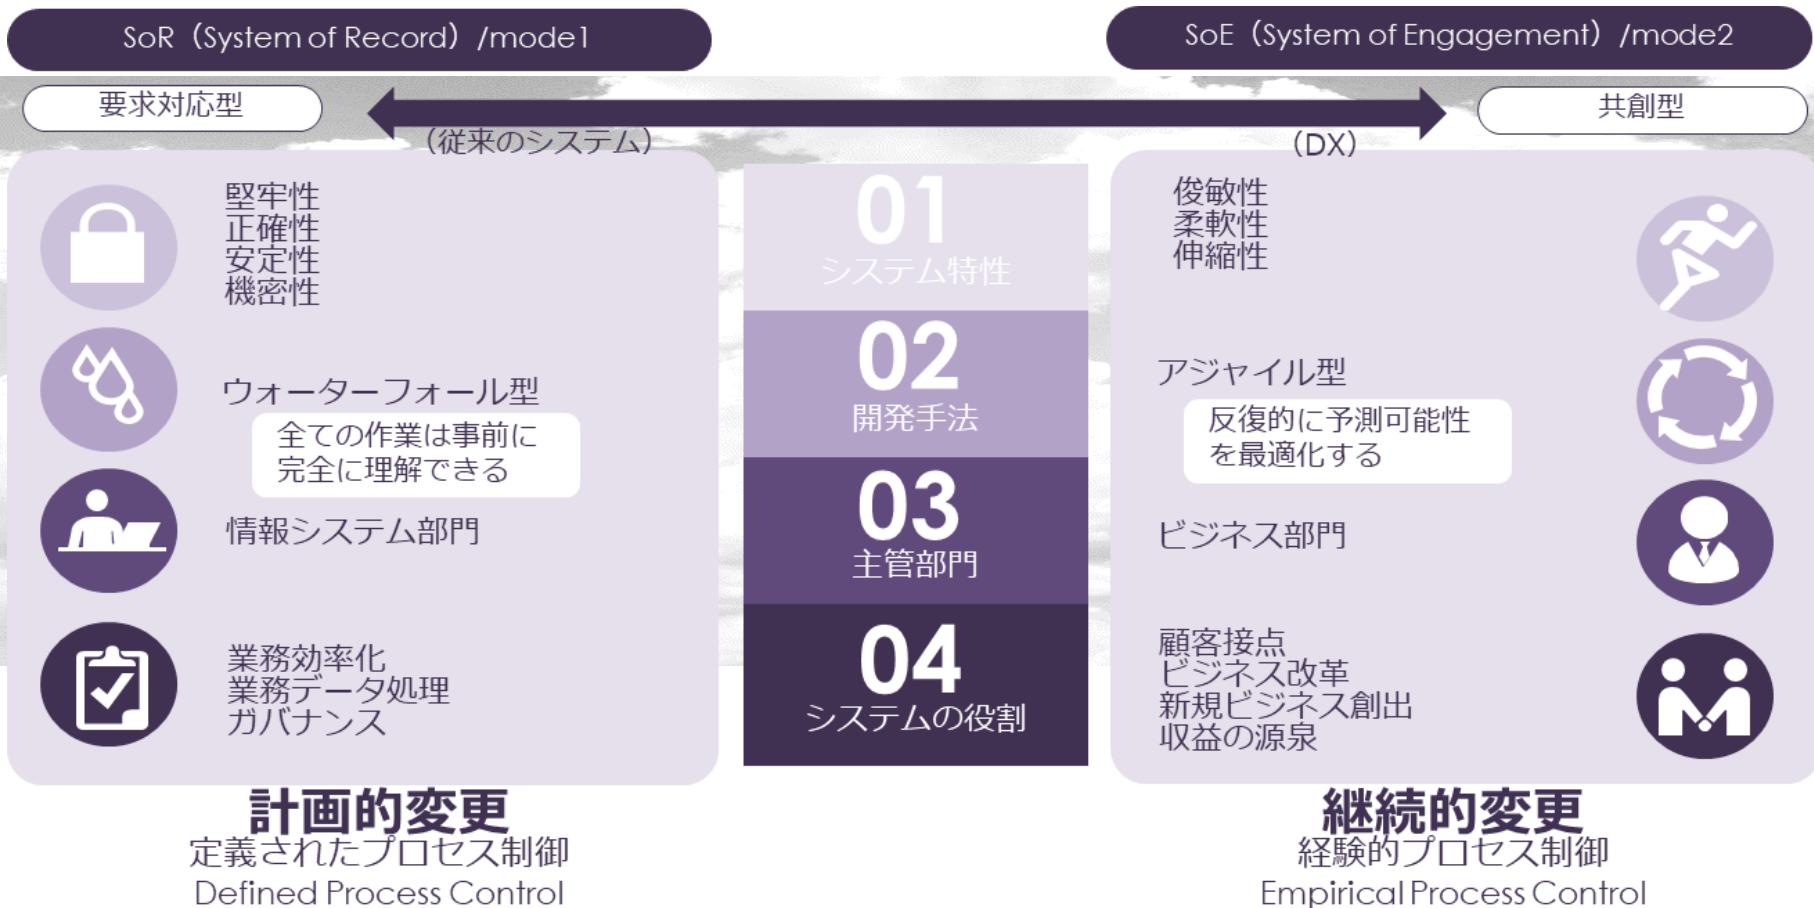 SoR（System of Record）/mode1
SoE（System of Engagement）/mode2
要求対応型
共創型
（従来のシステム）
（DX）
堅牢性
正確性
安定性
機密性
01
システム特性
俊敏性
柔軟性
伸縮性
ウォーターフォール型
全ての作業は事前に
完全に理解できる
02
開発手法
アジャイル型
反復的に予測可能性
を最適化する
情報システム部門
03
主管部門
ビジネス部門
業務効率化
業務データ処理
ガバナンス
04
システムの役割
顧客接点
ビジネス改革
新規ビジネス創出
収益の源泉
計画的変更
定義されたプロセス制御
Defined Process Control
継続的変更
経験的プロセス制御
Empirical Process Control